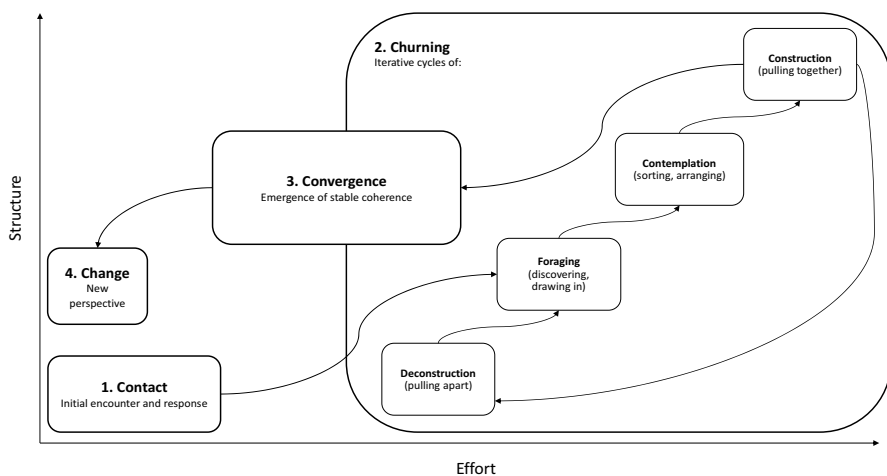 2. Churning
Iterative cycles of:
Construction
(pulling together)
Contemplation
(sorting, arranging)
3. Convergence
Emergence of stable coherence
Structure
4. Change
New
perspective
Foraging
(discovering,
drawing in)
Deconstruction
(pulling apart)
1. Contact
Initial encounter and response
Effort